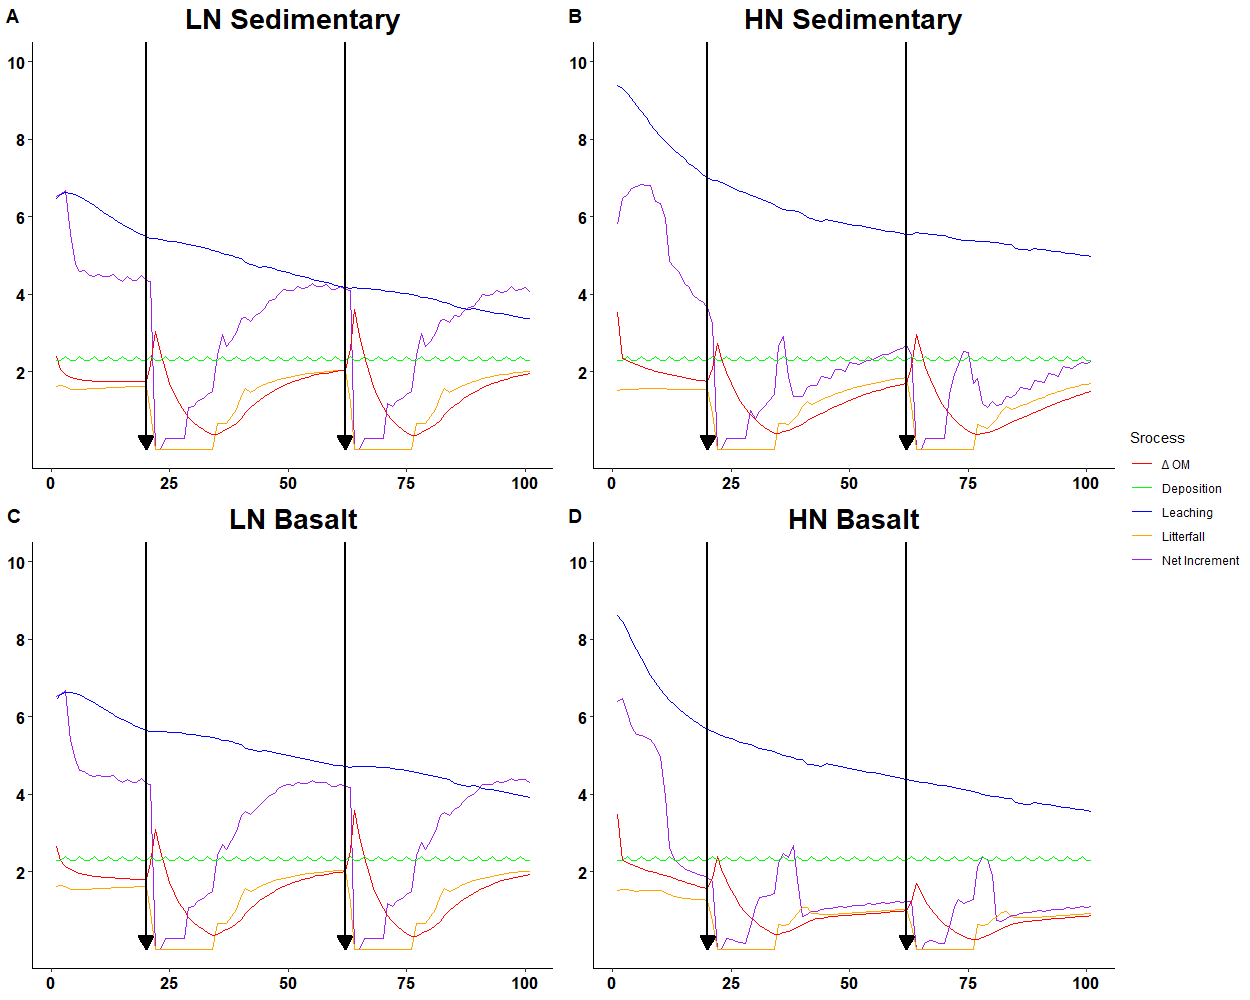 A LN Sedimentary
B HN Sedimentary
10
8
6
4
2
0 25 50 75 100
10
8
6
4
2
0 25 50 75 100
C LN Basalt
D HN Basalt
10
8
6
4
2
0 25 50 75 100
10
8
6
4
2
0 25 50 75 100
Srocess
Δ OM
Deposition
Leaching
Litterfall
Net Increment